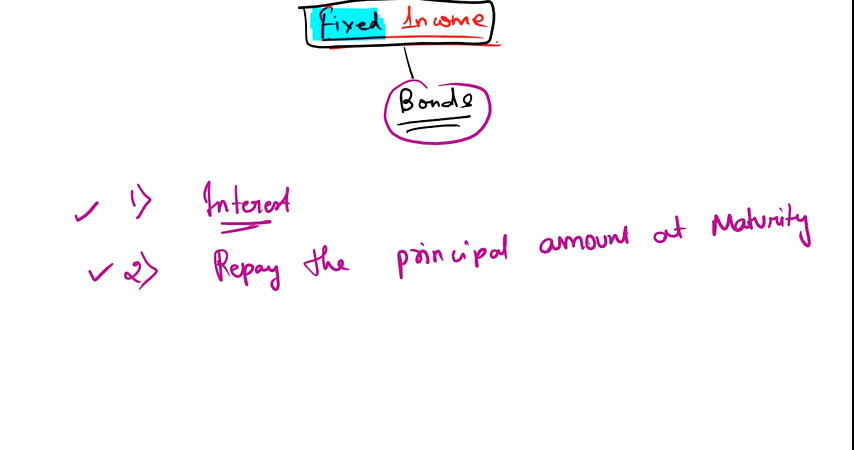 Fixed Income
Bonds
1) Interest
2) Repay the principal amount at Maturity